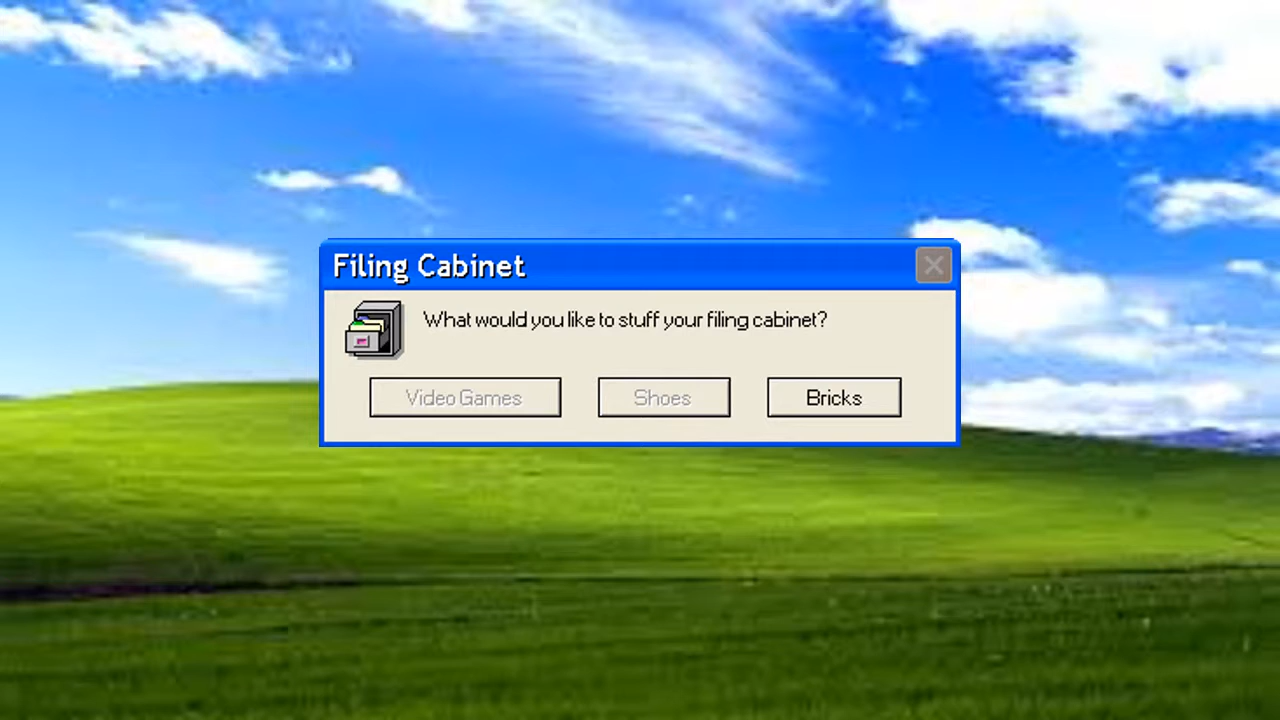 Filing Cabinet
What would you like to stuff your filing cabinet?
Video Games Shoes Bricks